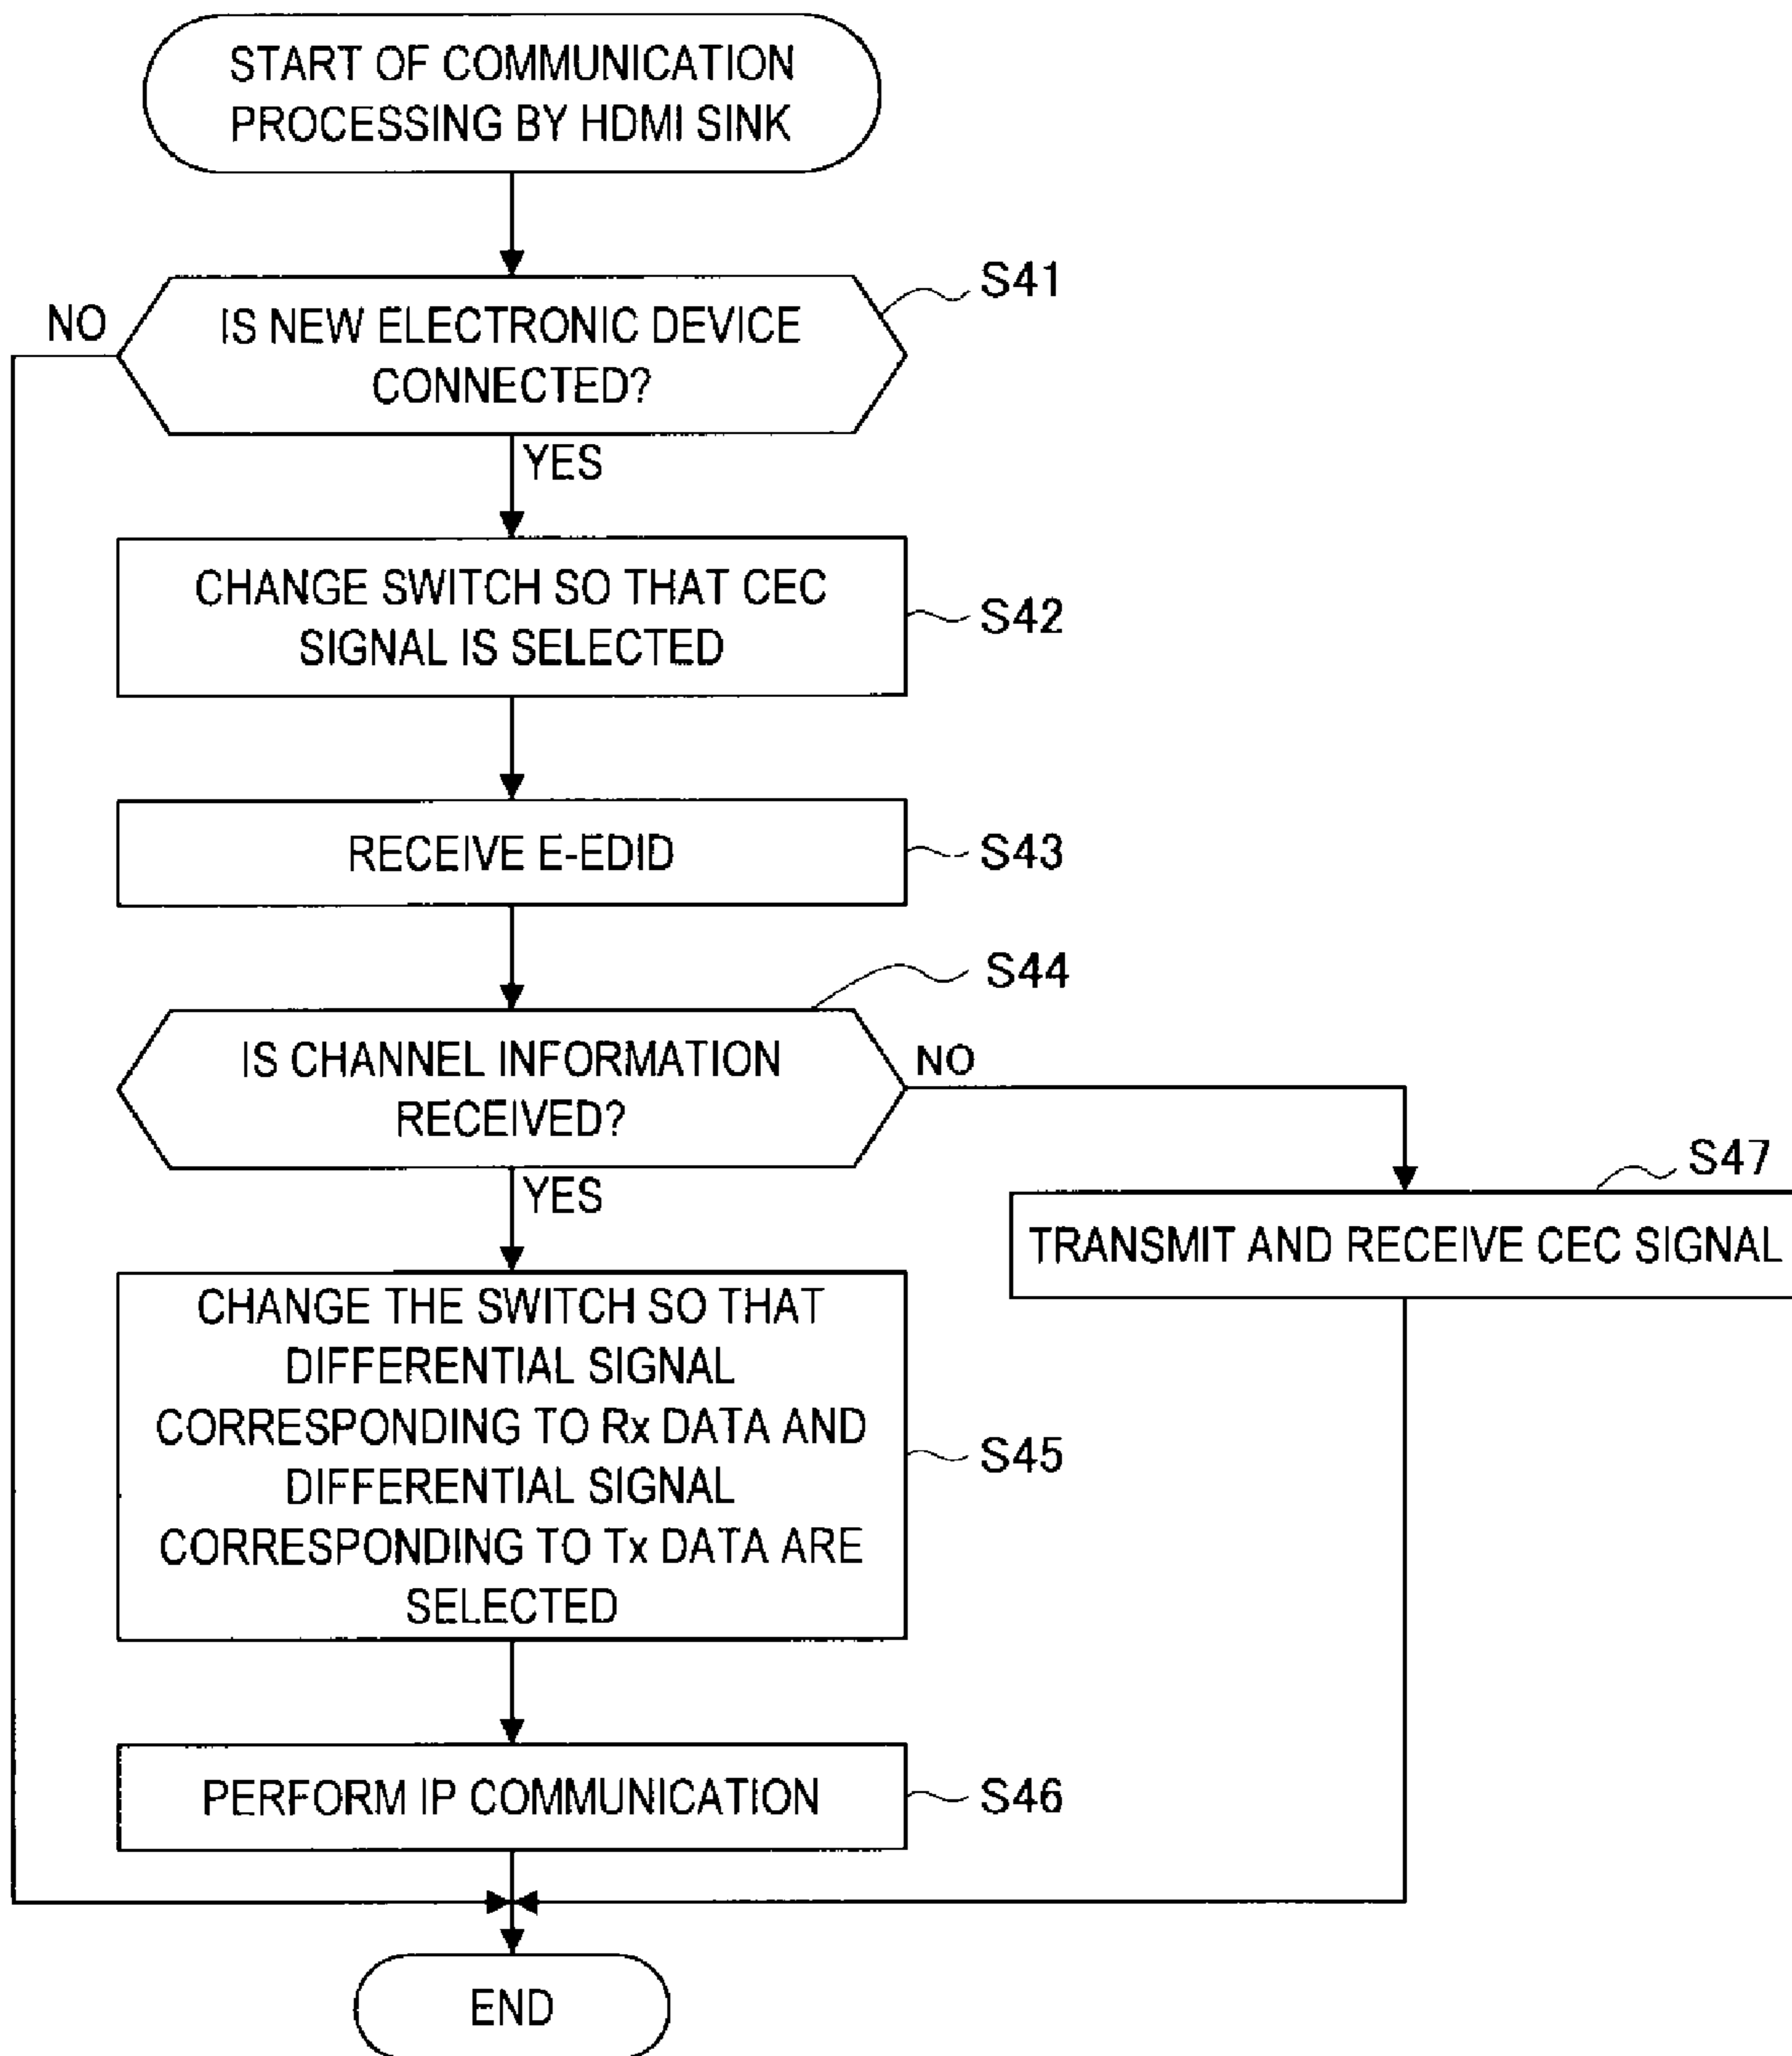 START OF COMMUNICATION
PROCESSING BY HDMI SINK
S41
NO
IS NEW ELECTRONIC DEVICE
CONNECTED?
YES
CHANGE SWITCH SO THAT CEC
SIGNAL IS SELECTED
S42
RECEIVE E-EDID
S43
S44
IS CHANNEL INFORMATION
RECEIVED?
NO
YES
S47
TRANSMIT AND RECEIVE CEC SIGNAL
CHANGE THE SWITCH SO THAT
DIFFERENTIAL SIGNAL
CORRESPONDING TO Rx DATA AND
DIFFERENTIAL SIGNAL
CORRESPONDING TO Tx DATA ARE
SELECTED
S45
PERFORM IP COMMUNICATION
S46
END